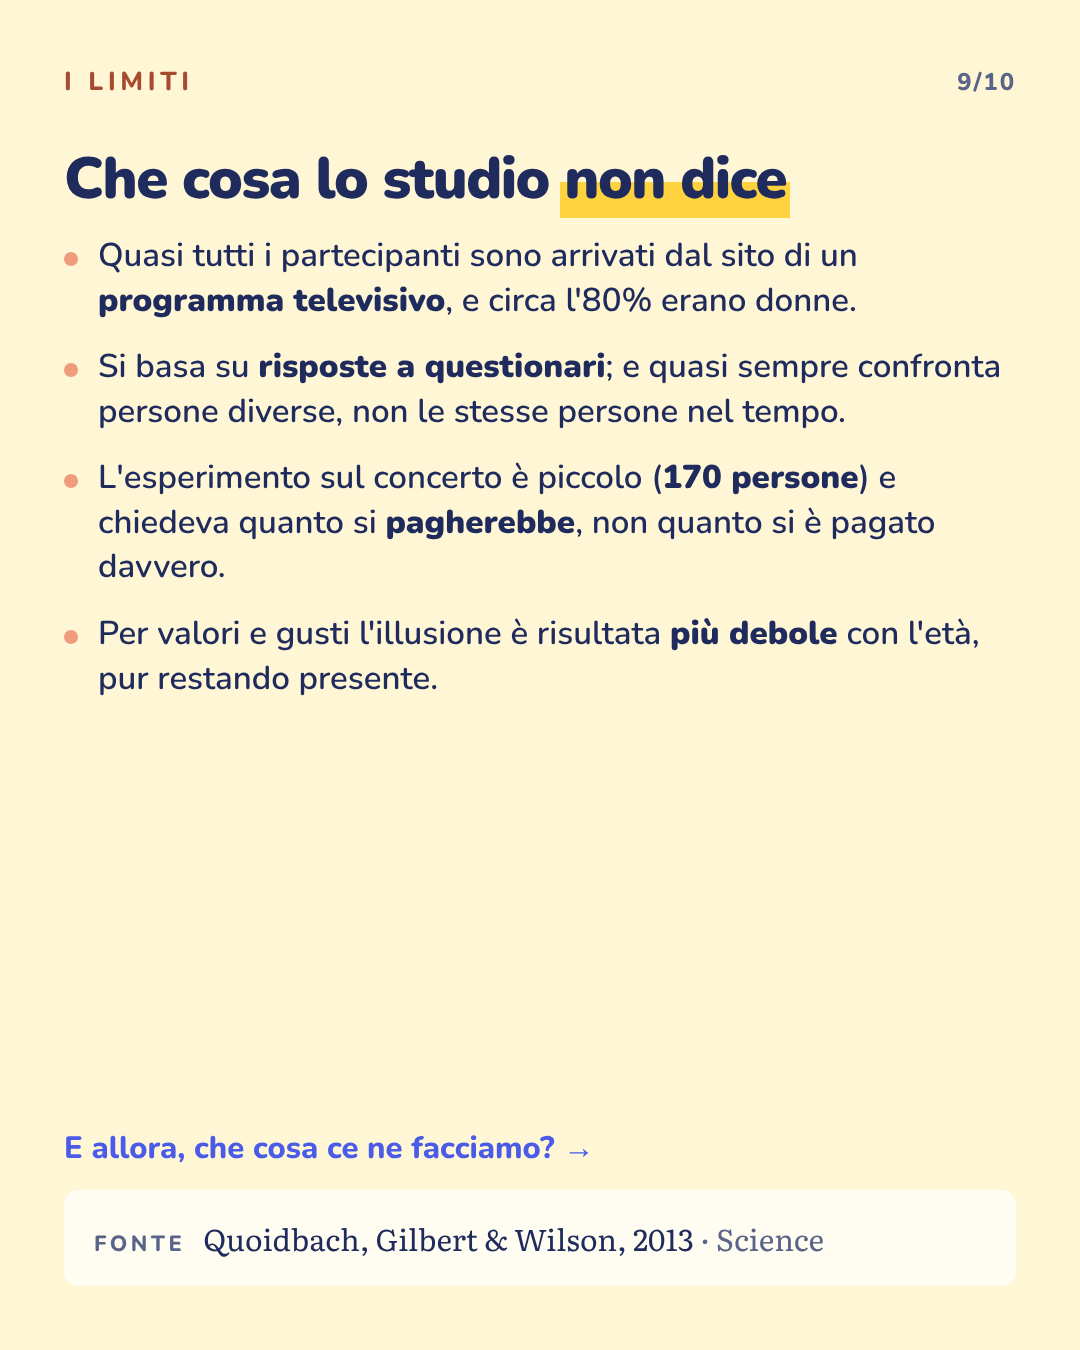 I LIMITI
9/10
Che cosa lo studio non dice
Quasi tutti i partecipanti sono arrivati dal sito di un
programma televisivo, e circa l'80% erano donne.
Si basa su risposte a questionari; e quasi sempre confronta
persone diverse, non le stesse persone nel tempo.
L'esperimento sul concerto è piccolo (170 persone) e
chiedeva quanto si pagherebbe, non quanto si è pagato
davvero.
Per valori e gusti l'illusione è risultata più debole con l'età,
pur restando presente.
E allora, che cosa ce ne facciamo? →
FONTE Quoidbach, Gilbert & Wilson, 2013 · Science